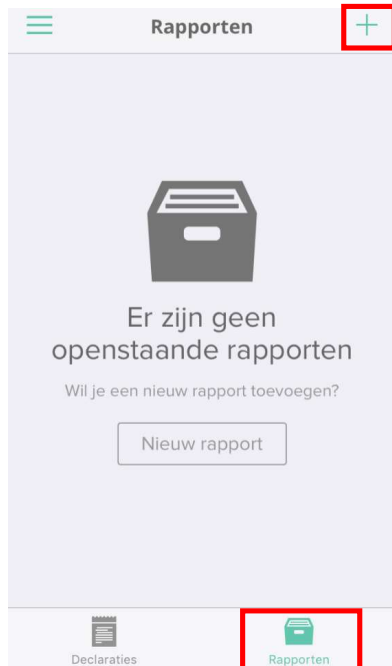 Rapporten
Er zijn geen
openstaande rapporten
Wil je een nieuw rapport toevoegen?
Nieuw rapport
Declaraties
Rapporten